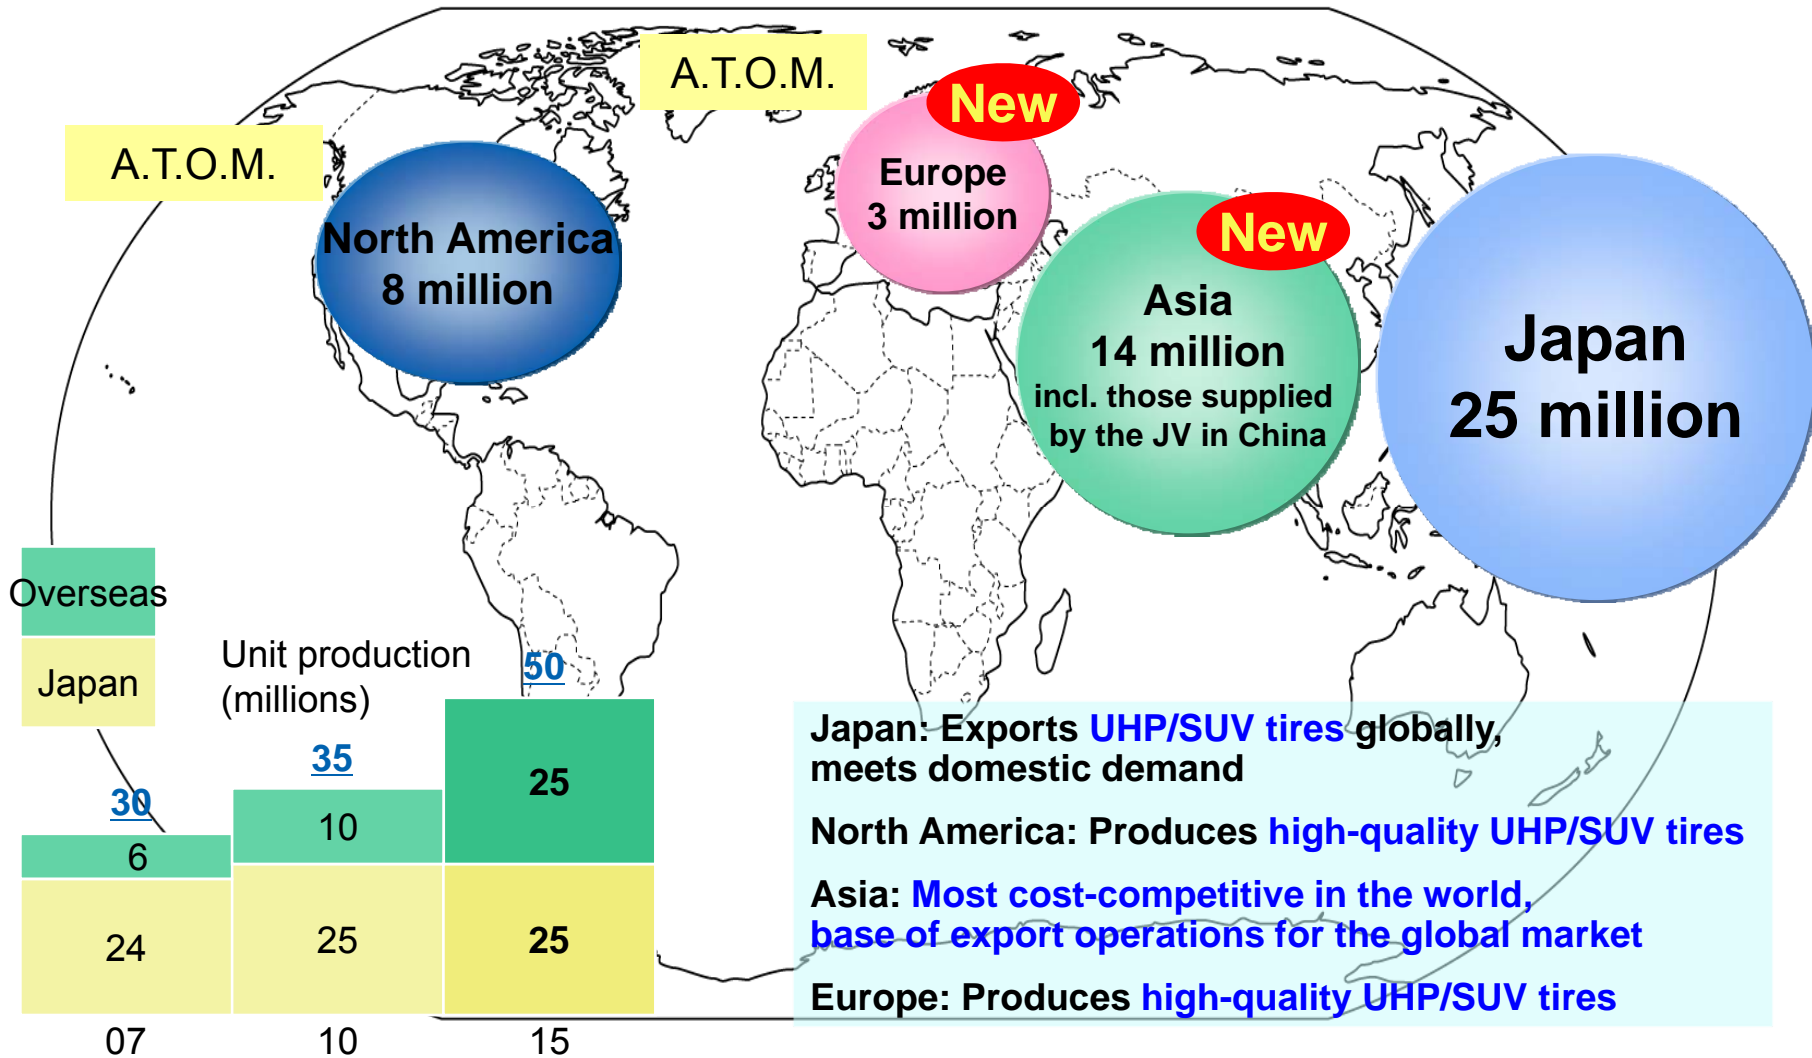 A.T.O.M.
A.T.O.M.
New
Europe
3 million
North America
8 million
New
Asia
14 million
incl. those supplied
by the JV in China
Japan
25 million
Overseas
Japan
Unit production
(millions)
30
6
24
07
35
10
25
10
50
25
25
15
Japan: Exports UHP/SUV tires globally,
meets domestic demand
North America: Produces high-quality UHP/SUV tires
Asia: Most cost-competitive in the world,
base of export operations for the global market
Europe: Produces high-quality UHP/SUV tires